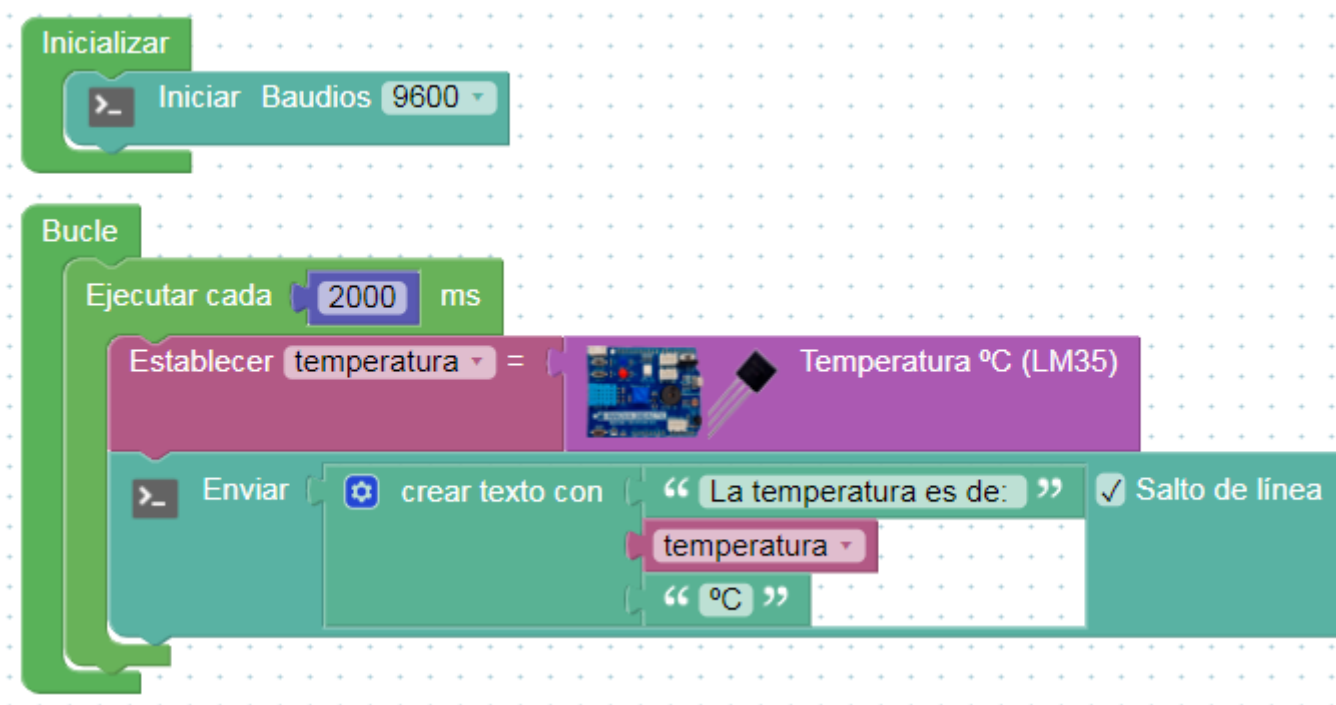 Inicializar
Iniciar Baudios 9600
Bucle
Ejecutar cada 2000 ms
Establecer temperatura = Temperatura ºC (LM35)
Enviar crear texto con “ La temperatura es de: ” Salto de línea
temperatura
“ ºC ”